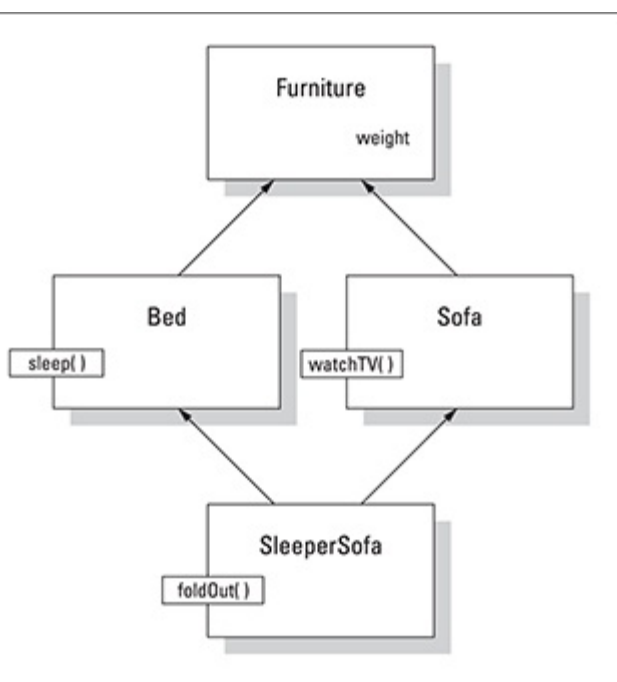 Furniture
weight
Bed
Sofa
sleep( )
watchTV( )
SleeperSofa
foldOut( )